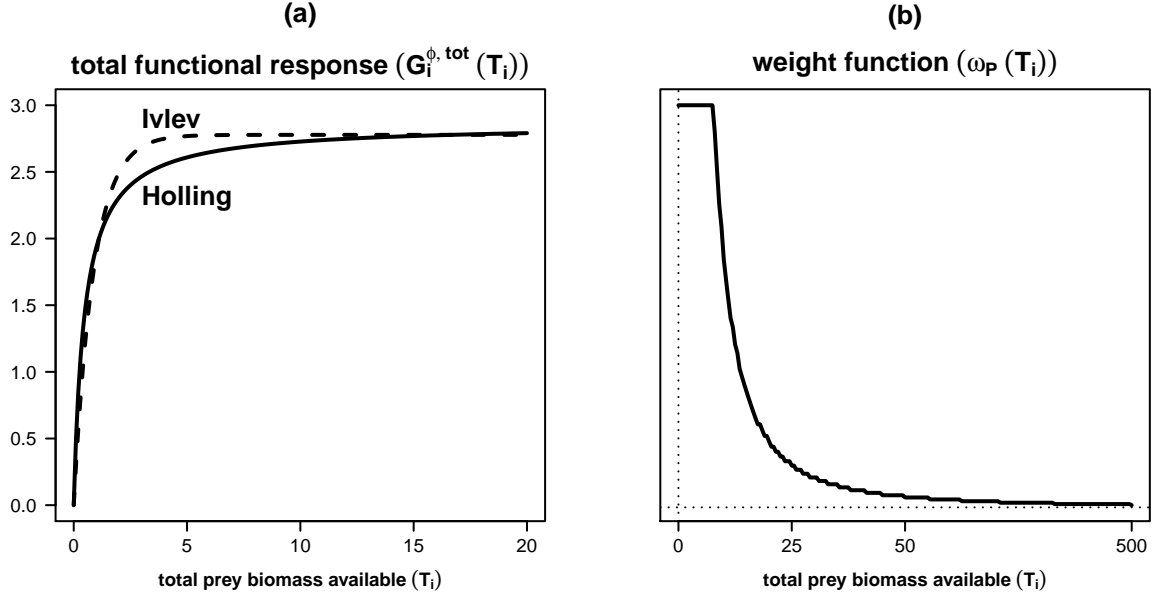 (a)
total functional response (G_i^{ϕ, tot} (T_i))
3.0
2.5
2.0
1.5
1.0
0.5
0.0
Ivlev
Holling
0 5 10 15 20
total prey biomass available (T_i)
(b)
weight function (ω_P (T_i))
0 25 50 500
total prey biomass available (T_i)